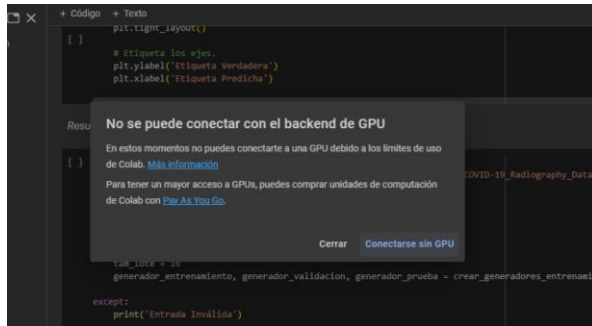 + Código + Texto
plt.tight_layout()
[ ]
# Etiqueta los ejes.
plt.ylabel('Etiqueta Verdadera')
plt.xlabel('Etiqueta Predicha')
No se puede conectar con el backend de GPU
Resu
En estos momentos no puedes conectarte a una GPU debido a los límites de uso
de Colab. Más información
[ ]
COVID-19_Radiography_Data
Para tener un mayor acceso a GPUs, puedes comprar unidades de computación
de Colab con Pay As You Go.
Cerrar Conectarse sin GPU
tam_lote = 16
generador_entrenamiento, generador_validacion, generador_prueba = crear_generadores_entrenami
except:
print('Entrada Inválida')